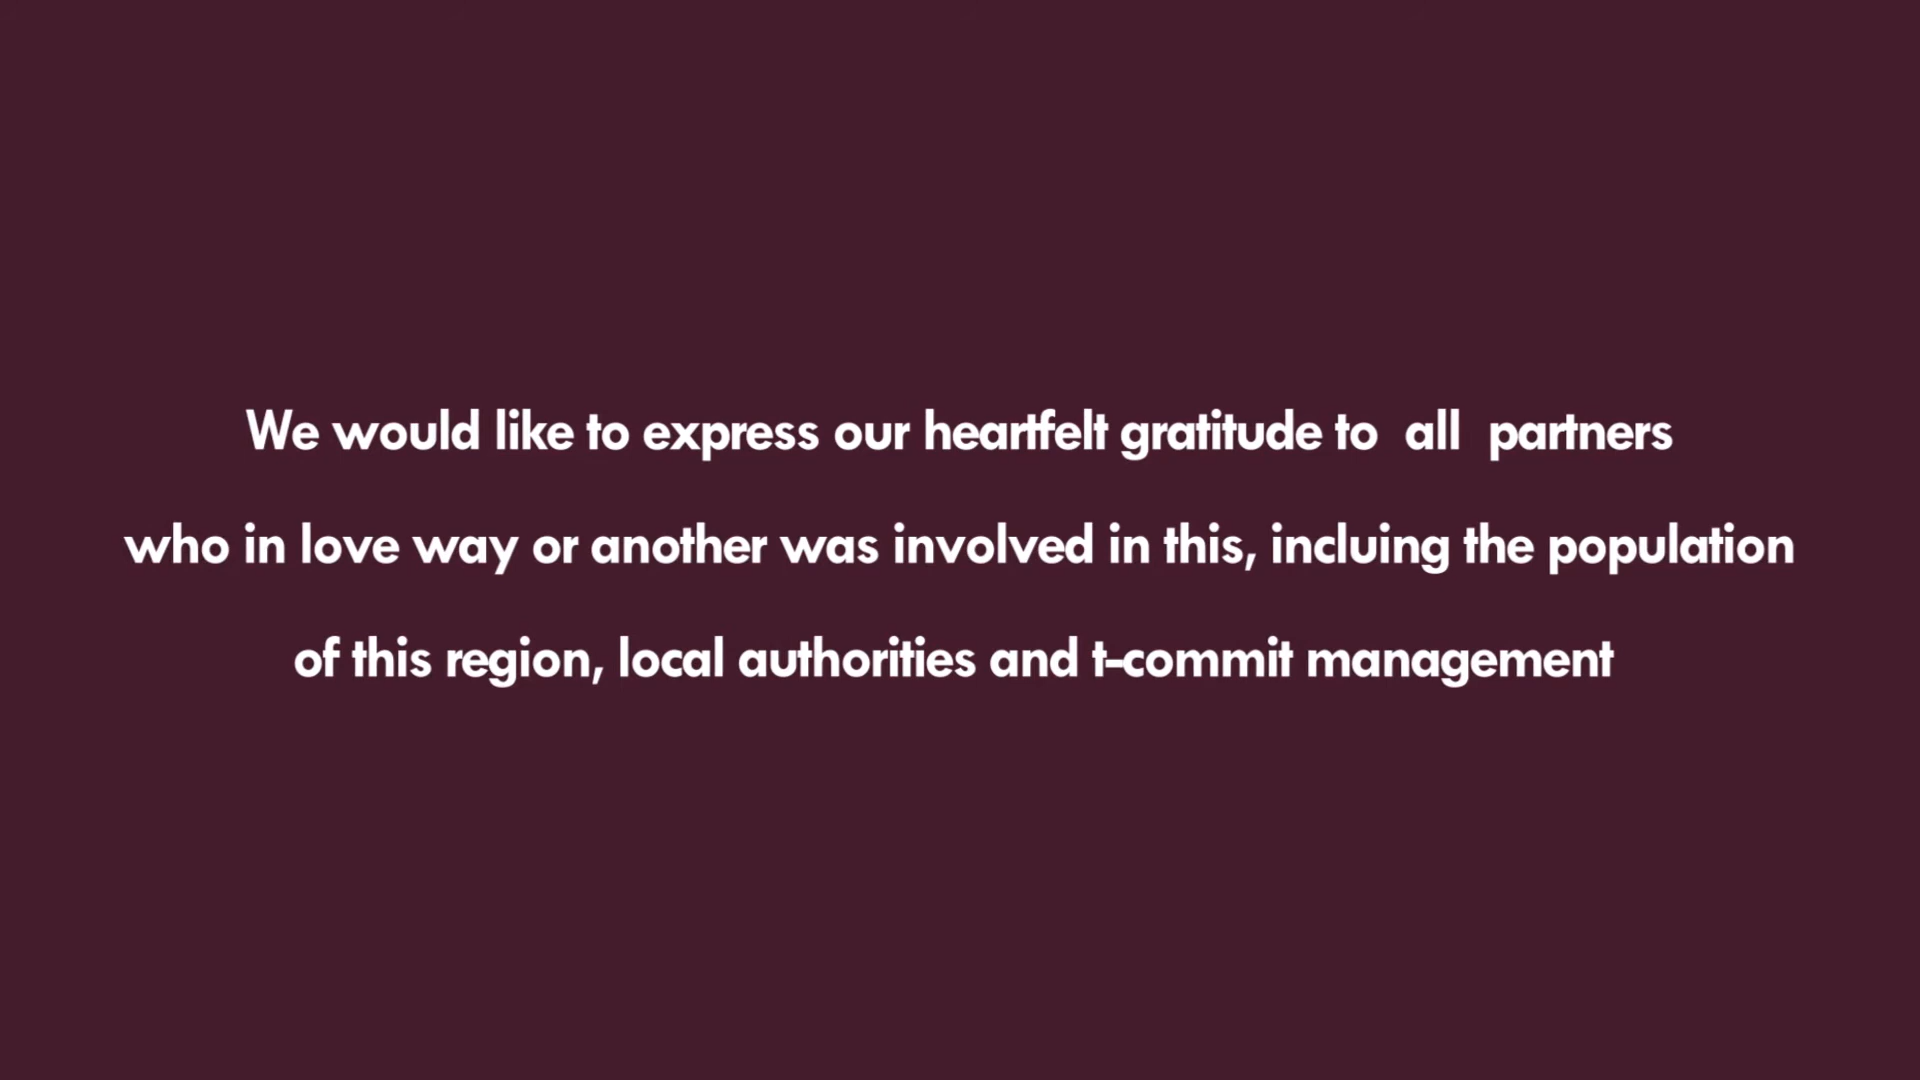 We would like to express our heartfelt gratitude to  all  partners
who in love way or another was involved in this, incluing the population
of this region, local authorities and t-commit management